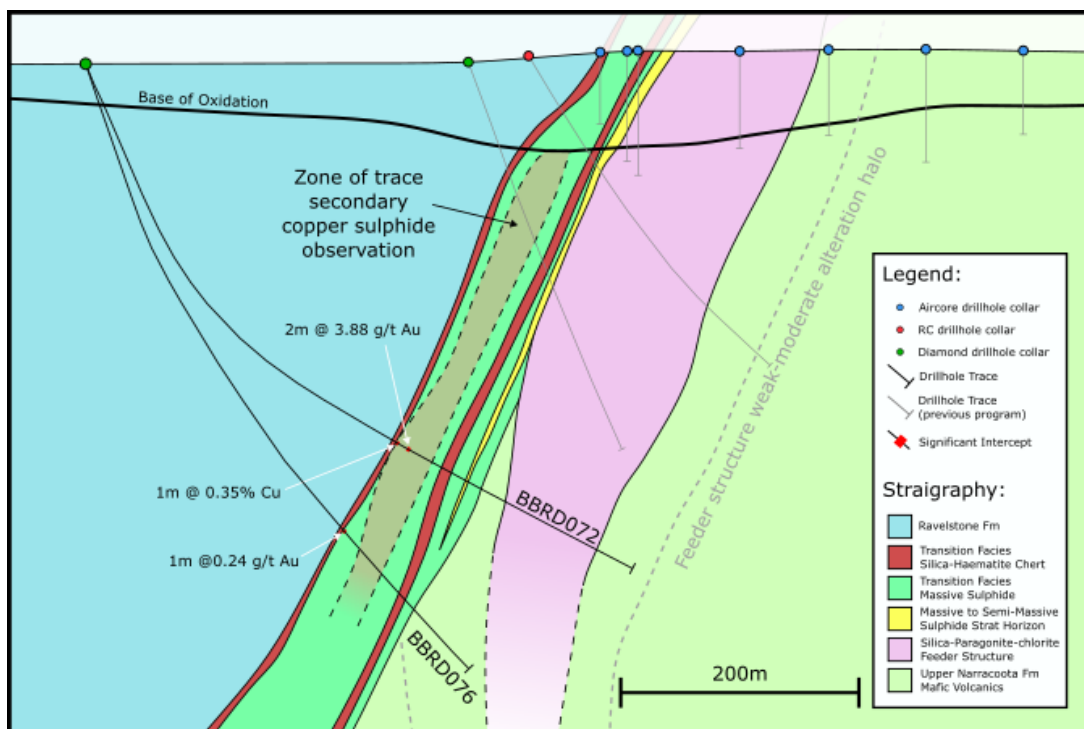 Base of Oxidation
Zone of trace
secondary
copper sulphide
observation
2m @ 3.88 g/t Au
1m @ 0.35% Cu
1m @0.24 g/t Au
BBRD072
BBRD076
Feeder structure weak-moderate alteration halo
200m
Legend:
Aircore drillhole collar
RC drillhole collar
Diamond drillhole collar
Drillhole Trace
Drillhole Trace
(previous program)
Significant Intercept
Straigraphy:
Ravelstone Fm
Transition Facies
Silica-Haematite Chert
Transition Facies
Massive Sulphide
Massive to Semi-Massive
Sulphide Strat Horizon
Silica-Paragonite-chlorite
Feeder Structure
Upper Narracoota Fm
Mafic Volcanics